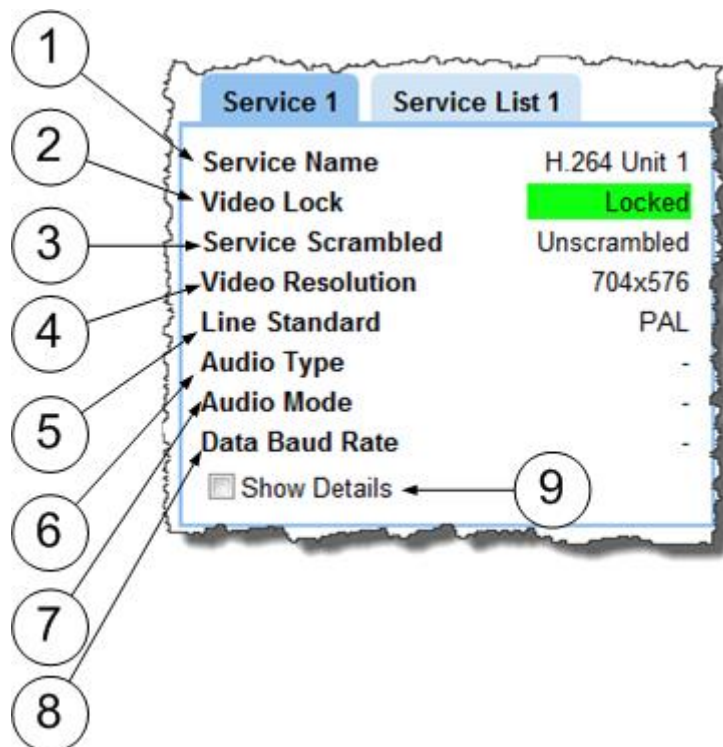 1
Service 1 Service List 1
2
Service Name H.264 Unit 1
Video Lock Locked
3
Service Scrambled Unscrambled
4
Video Resolution 704x576
Line Standard PAL
5
Audio Type -
Audio Mode -
6
Data Baud Rate -
Show Details 9
7
8